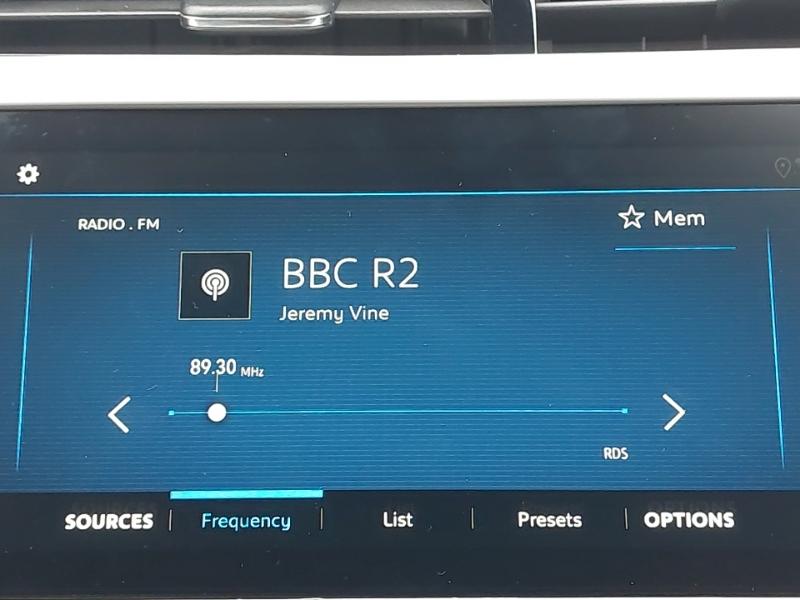 RADIO . FM
Mem
BBC R2
Jeremy Vine
89.30 MHz
RDS
SOURCES
Frequency
List
Presets
OPTIONS